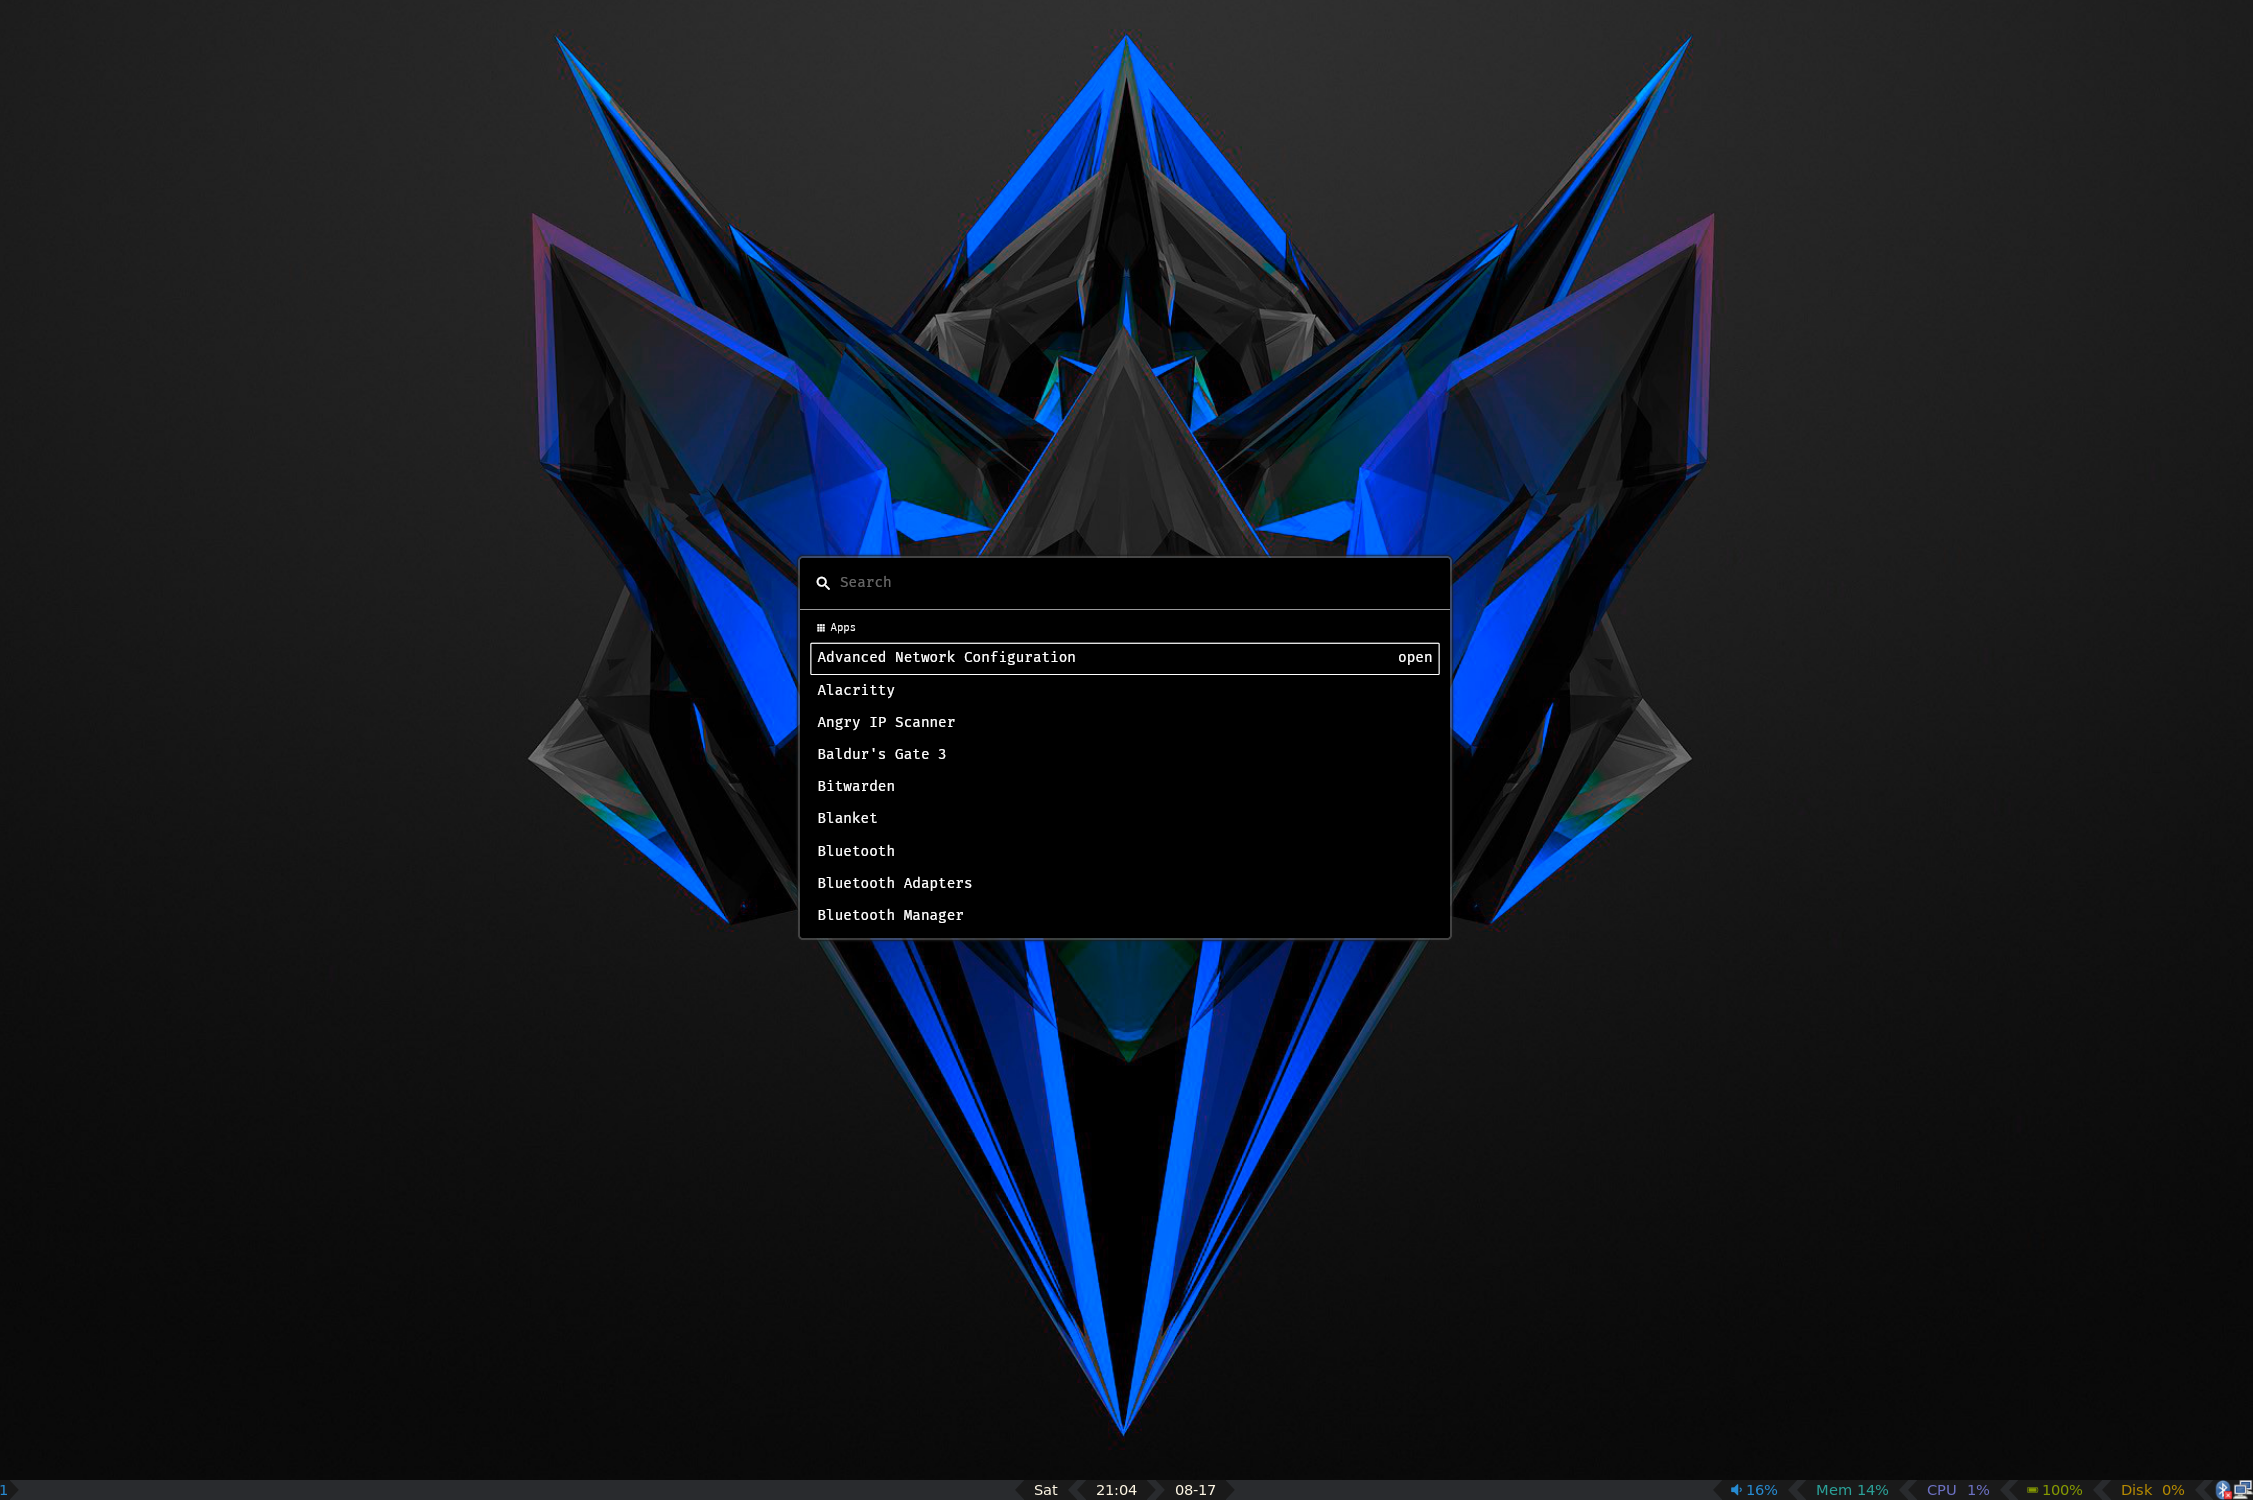 Search
Apps
Advanced Network Configuration open
Alacritty
Angry IP Scanner
Baldur's Gate 3
Bitwarden
Blanket
Bluetooth
Bluetooth Adapters
Bluetooth Manager
1 Sat 21:04 08-17 16% Mem 14% CPU 1% 100% Disk 0%